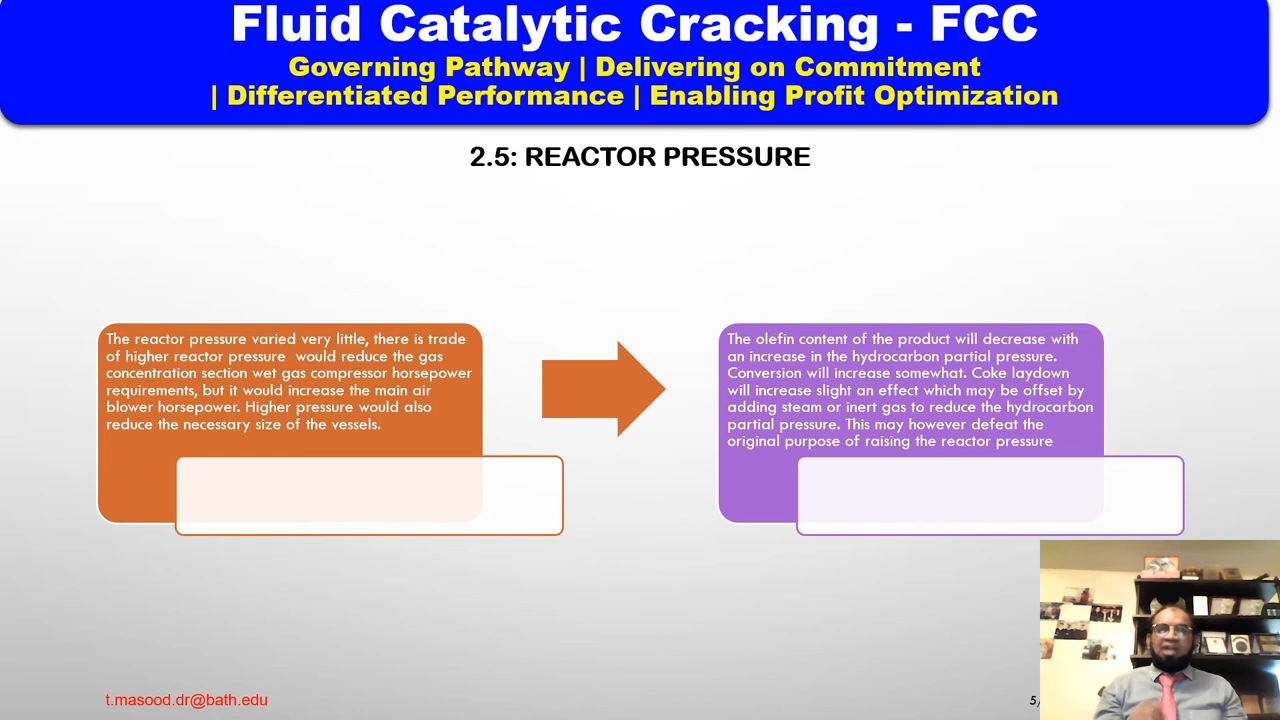 Fluid Catalytic Cracking - FCC
Governing Pathway | Delivering on Commitment
| Differentiated Performance | Enabling Profit Optimization
2.5: REACTOR PRESSURE
The reactor pressure varied very little, there is trade
of higher reactor pressure would reduce the gas
concentration section wet gas compressor horsepower
requirements, but it would increase the main air
blower horsepower. Higher pressure would also
reduce the necessary size of the vessels.
The olefin content of the product will decrease with
an increase in the hydrocarbon partial pressure.
Conversion will increase somewhat. Coke laydown
will increase slight an effect which may be offset by
adding steam or inert gas to reduce the hydrocarbon
partial pressure. This may however defeat the
original purpose of raising the reactor pressure
t.masood.dr@bath.edu
5/